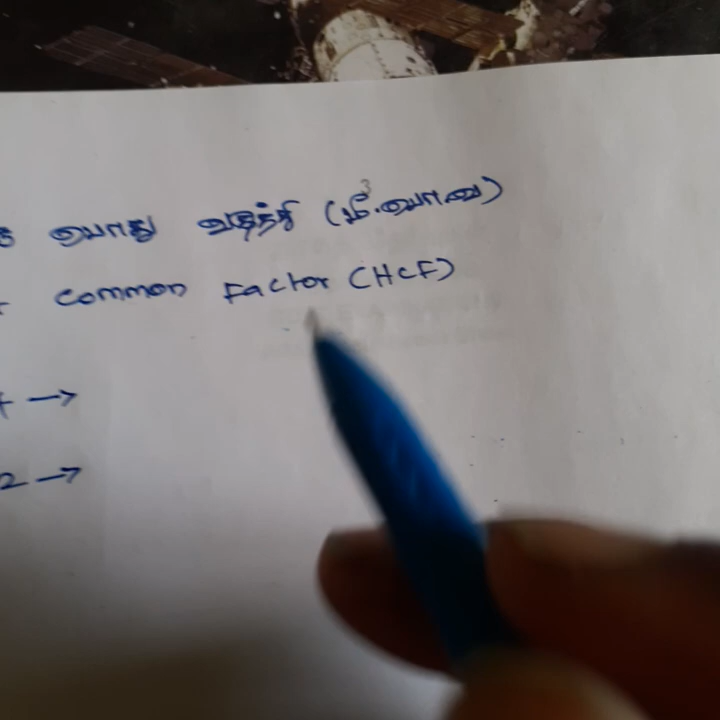 பொது வகுத்தி (மீ.பொ.வ)
Common Factor (HCF)
→
2 →